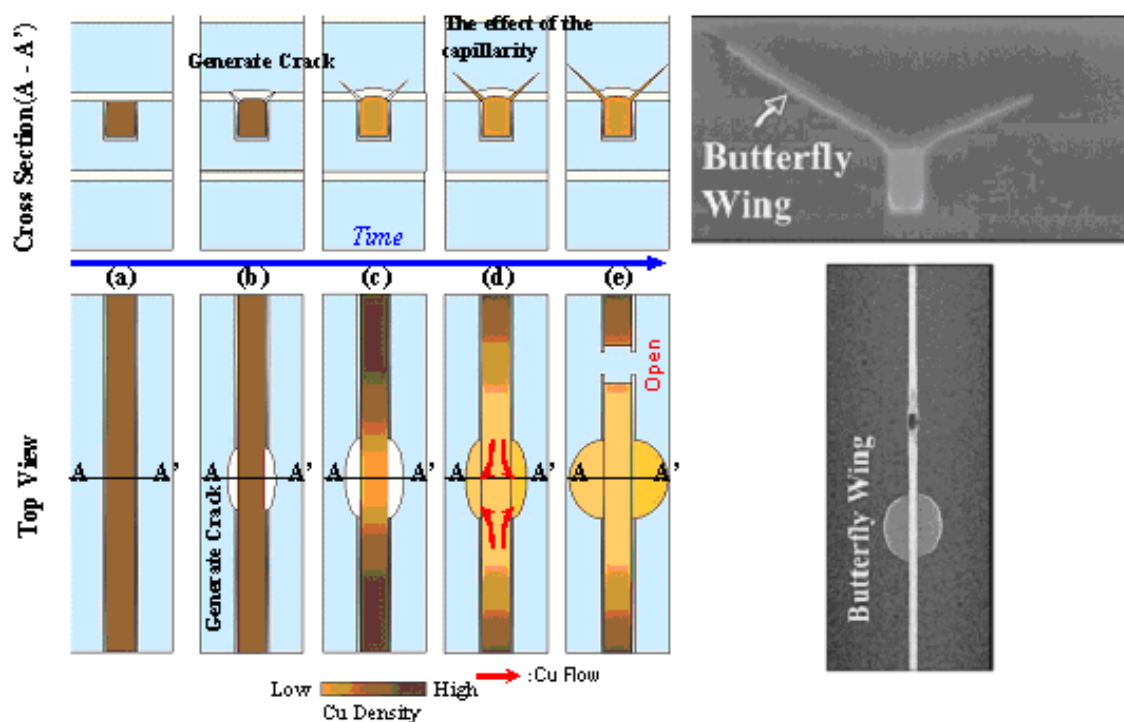 The effect of the
capillarity
Generate Crack
Cross Section(A - A’)
Time
(a)
(b)
(c)
(d)
(e)
Butterfly
Wing
Open
A A’ A A’ A A’ A A’ A A’
Top View
Generate Crack
Butterfly Wing
:Cu Flow
Low High
Cu Density